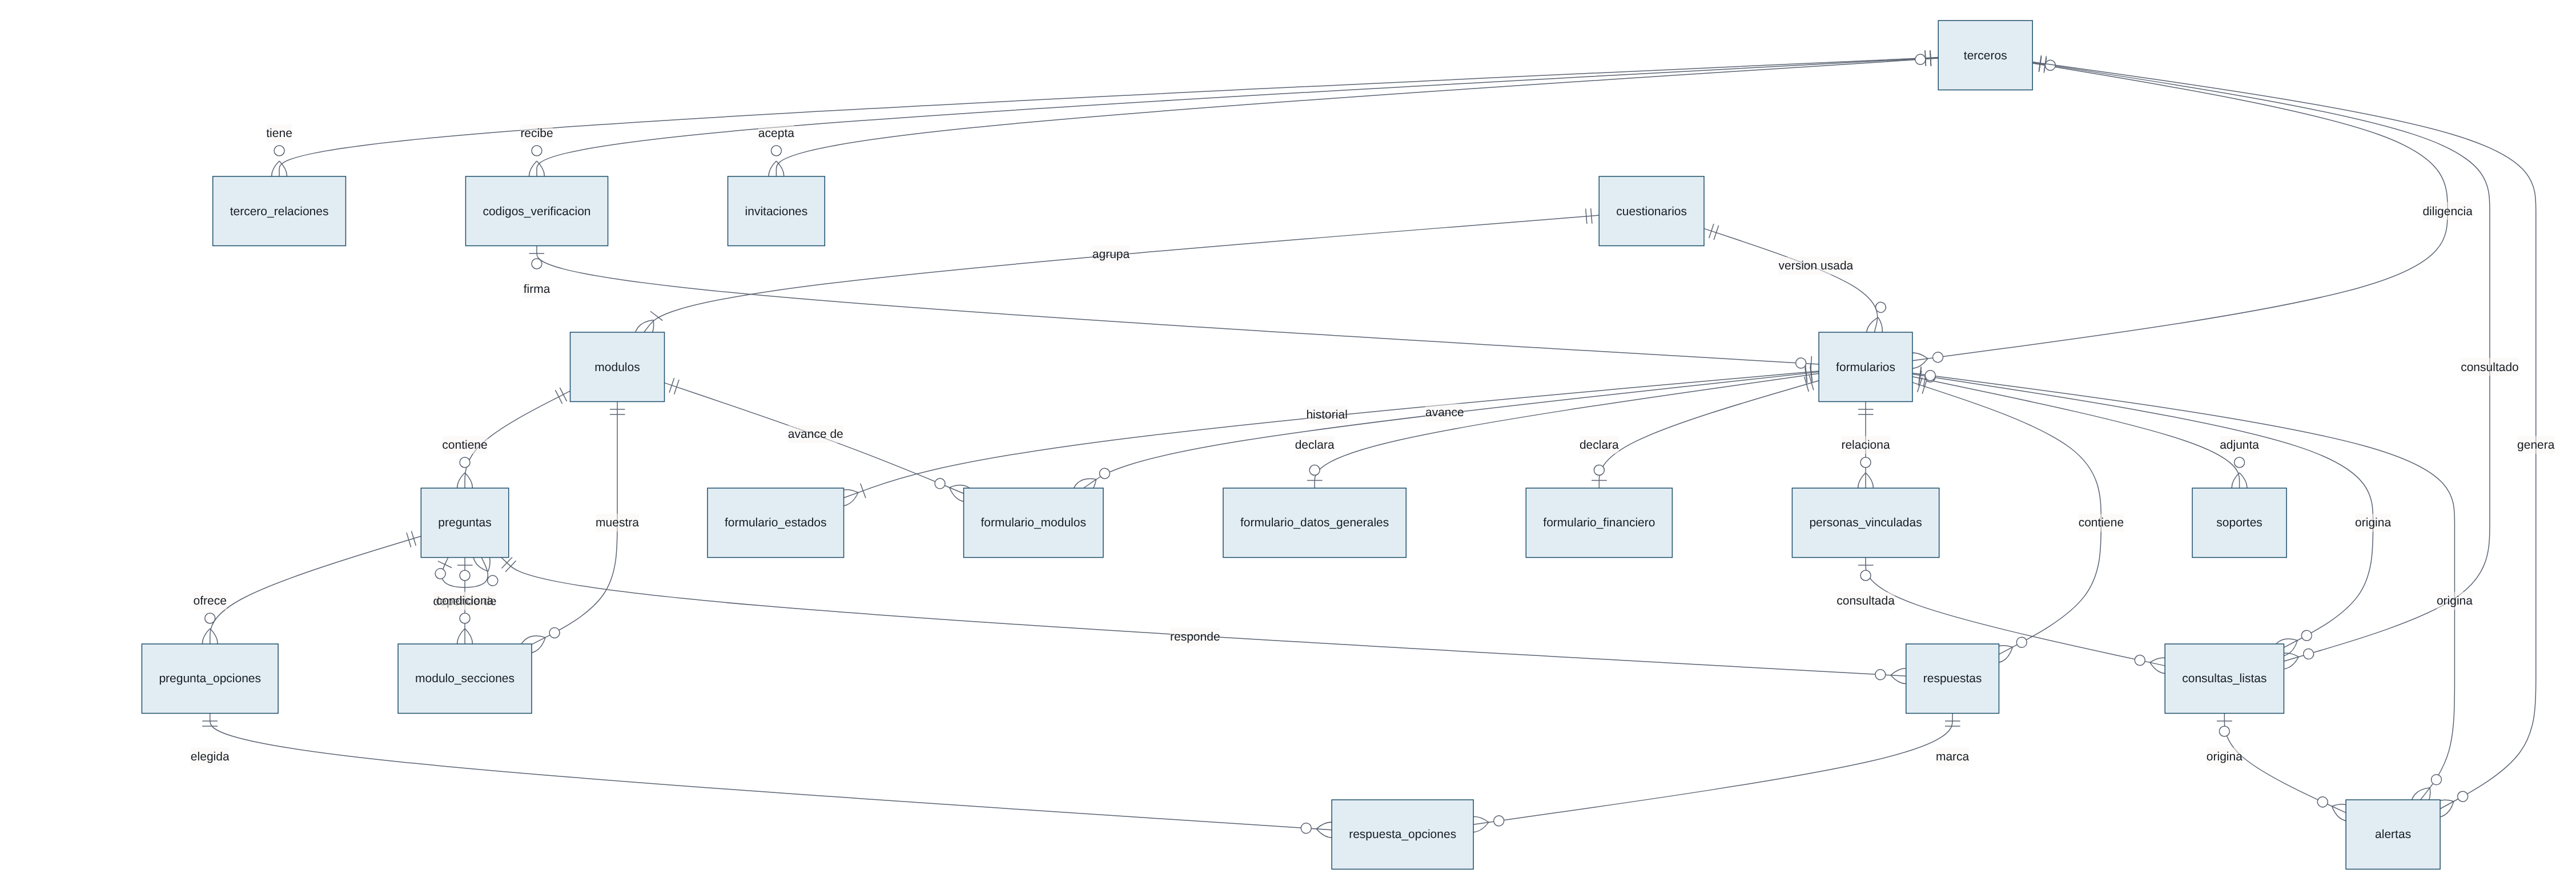 terceros
tiene
recibe
acepta
tercero_relaciones
codigos_verificacion
invitaciones
cuestionarios
diligencia
agrupa
version usada
firma
modulos
formularios
consultado
historial
avance
avance de
contiene
declara
declara
relaciona
adjunta
genera
preguntas
muestra
formulario_estados
formulario_modulos
formulario_datos_generales
formulario_financiero
personas_vinculadas
contiene
soportes
origina
ofrece
condiciona
consultada
origina
responde
pregunta_opciones
modulo_secciones
respuestas
consultas_listas
elegida
marca
origina
respuesta_opciones
alertas